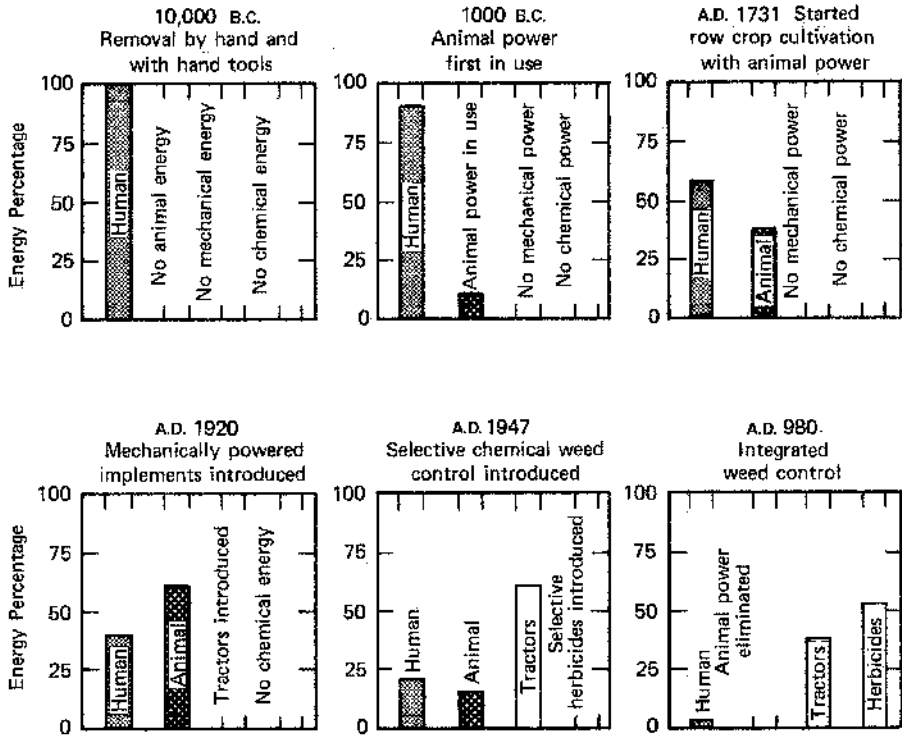 10,000 B.C.
Removal by hand and
with hand tools
1000 B.C.
Animal power
first in use
A.D. 1731 Started
row crop cultivation
with animal power
Energy Percentage
100
75
50
25
0
Human
No animal energy
No mechanical energy
No chemical energy
100
75
50
25
0
Human
Animal power in use
No mechanical power
No chemical power
100
75
50
25
0
Human
Animal
No mechanical power
No chemical power
A.D. 1920
Mechanically powered
implements introduced
A.D. 1947
Selective chemical weed
control introduced
A.D. 980
Integrated
weed control
Energy Percentage
100
75
50
25
0
Human
Animal
Tractors introduced
No chemical energy
100
75
50
25
0
Human
Animal
Tractors
Selective
herbicides introduced
100
75
50
25
0
Human
Animal power
eliminated
Tractors
Herbicides